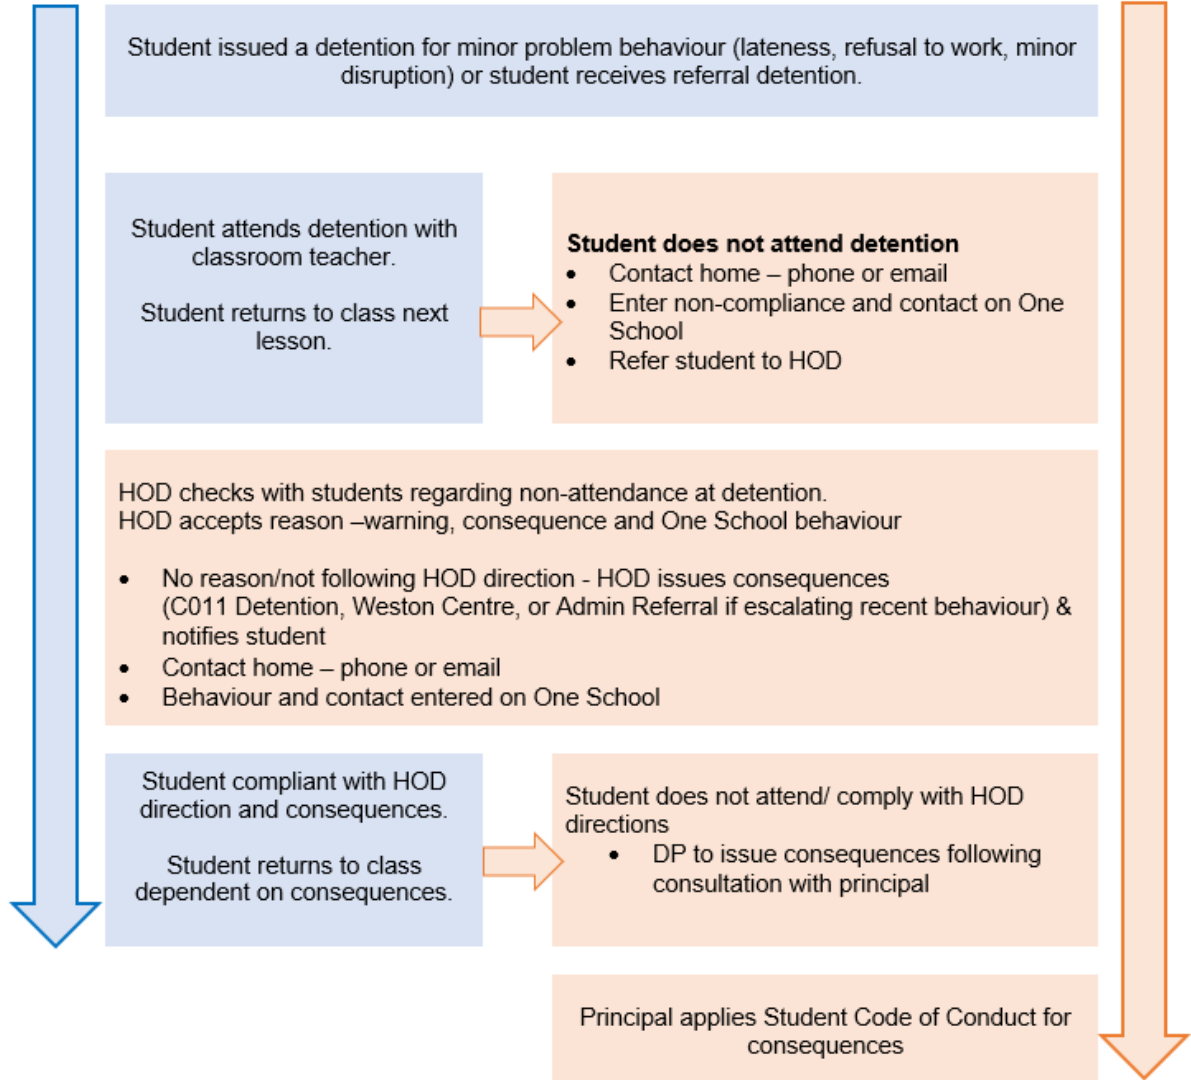 Student issued a detention for minor problem behaviour (lateness, refusal to work, minor
disruption) or student receives referral detention.
Student attends detention with
classroom teacher.
Student returns to class next
lesson.
Student does not attend detention
• Contact home – phone or email
• Enter non-compliance and contact on One
School
• Refer student to HOD
HOD checks with students regarding non-attendance at detention.
HOD accepts reason –warning, consequence and One School behaviour
• No reason/not following HOD direction - HOD issues consequences
(C011 Detention, Weston Centre, or Admin Referral if escalating recent behaviour) &
notifies student
• Contact home – phone or email
• Behaviour and contact entered on One School
Student compliant with HOD
direction and consequences.
Student returns to class
dependent on consequences.
Student does not attend/ comply with HOD
directions
• DP to issue consequences following
consultation with principal
Principal applies Student Code of Conduct for
consequences